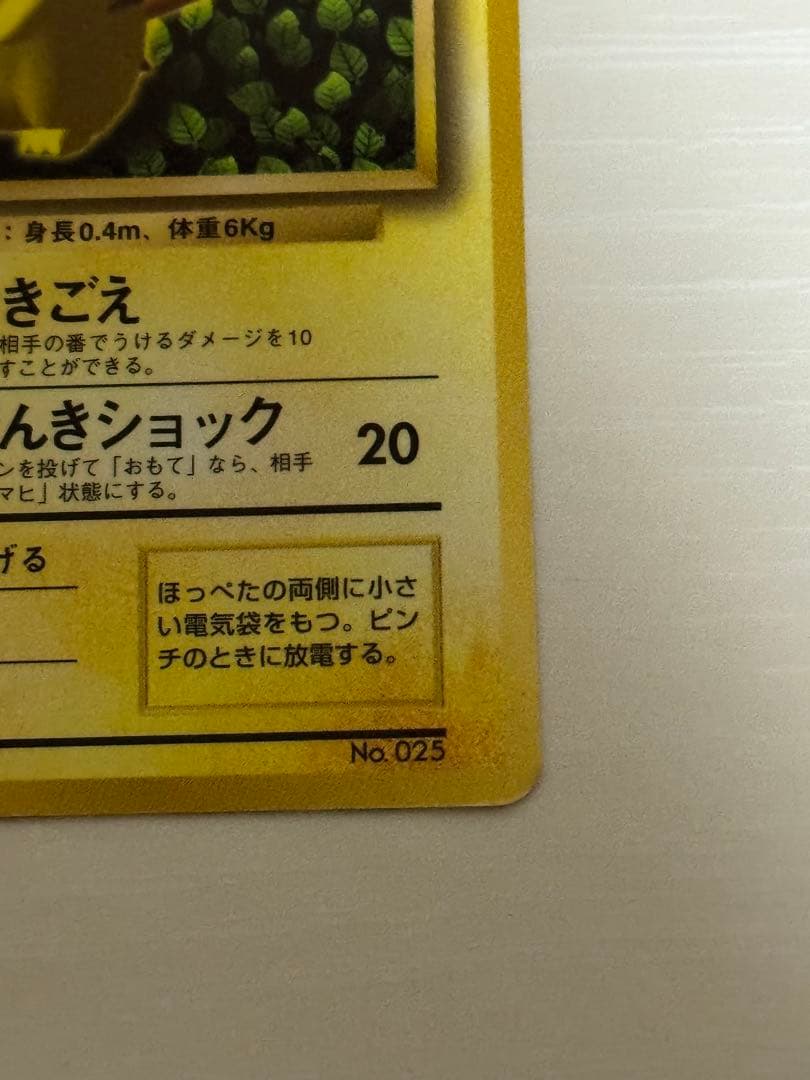 ：身長0.4m、体重6Kg
きごえ
相手の番でうけるダメージを10
すことができる。
んきショック 20
ンを投げて「おもて」なら、相手
マヒ」状態にする。
げる
ほっぺたの両側に小さ
い電気袋をもつ。ピン
チのときに放電する。
No. 025